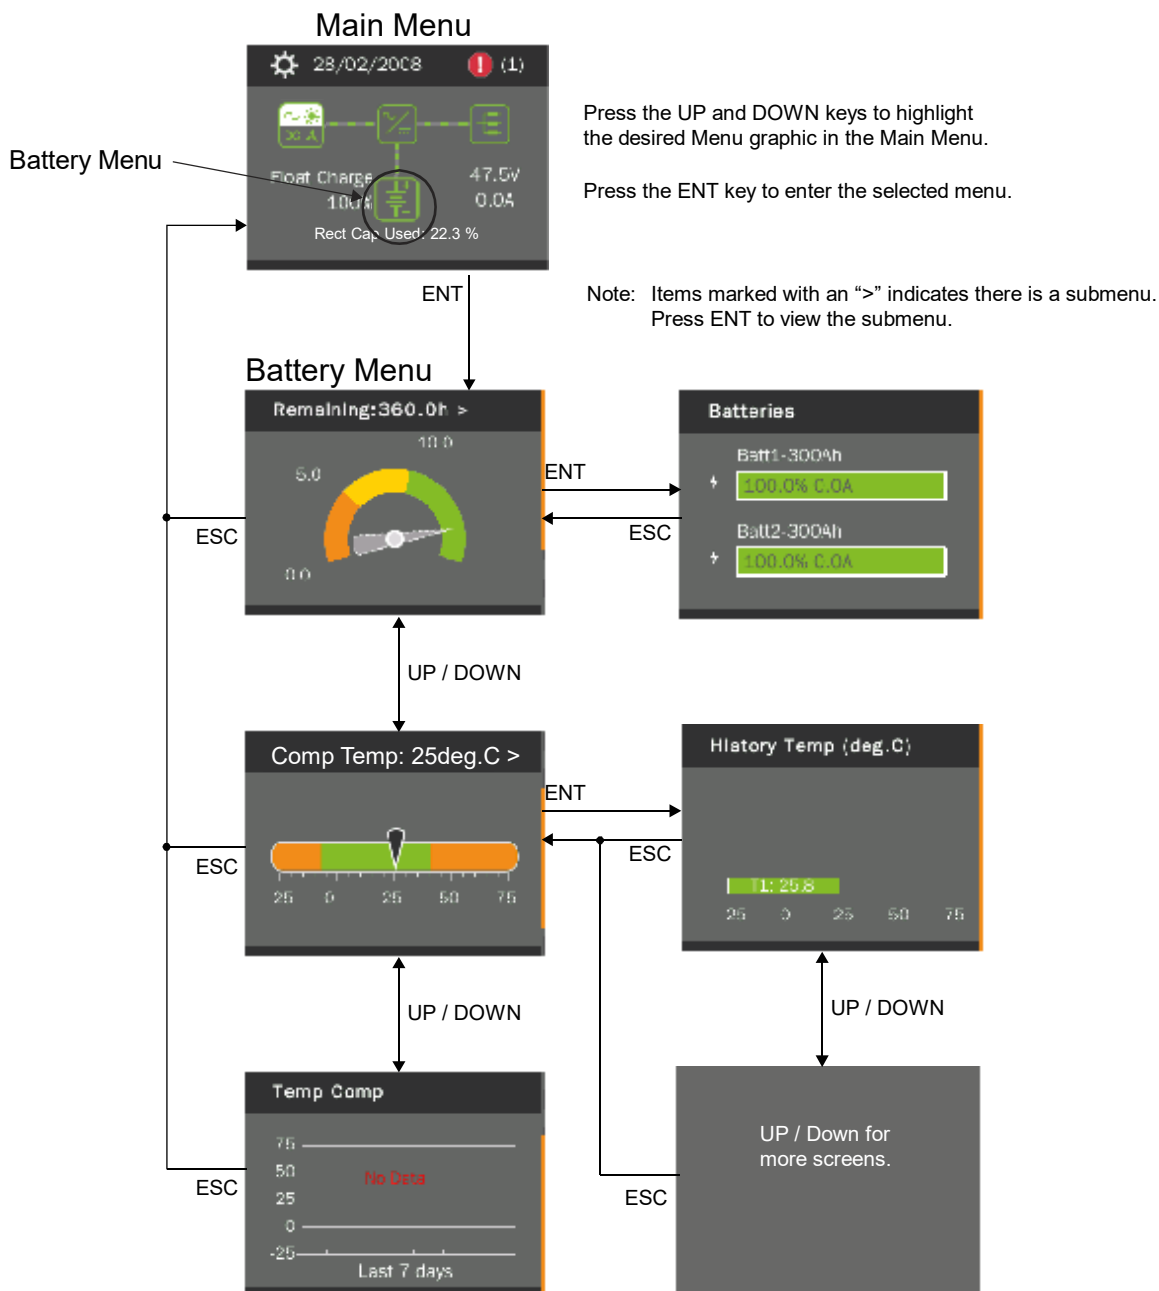 Main Menu
28/02/2008 (1)
Press the UP and DOWN keys to highlight
the desired Menu graphic in the Main Menu.
Battery Menu
Float Charge 47.5V
100% 0.0A
Press the ENT key to enter the selected menu.
Rect Cap Used: 22.3 %
ENT
Note: Items marked with an “>” indicates there is a submenu.
Press ENT to view the submenu.
Battery Menu
Remaining:360.0h >
10.0
5.0
0.0
ENT
ESC
ESC
Batteries
Batt1-300Ah
100.0% 0.0A
Batt2-300Ah
100.0% 0.0A
UP / DOWN
Comp Temp: 25deg.C >
25 0 25 50 75
ENT
ESC
ESC
History Temp (deg.C)
T1: 25.8
25 0 25 50 75
UP / DOWN
UP / DOWN
Temp Comp
75
50
No Data
25
0
-25
Last 7 days
ESC
UP / Down for
more screens.
ESC